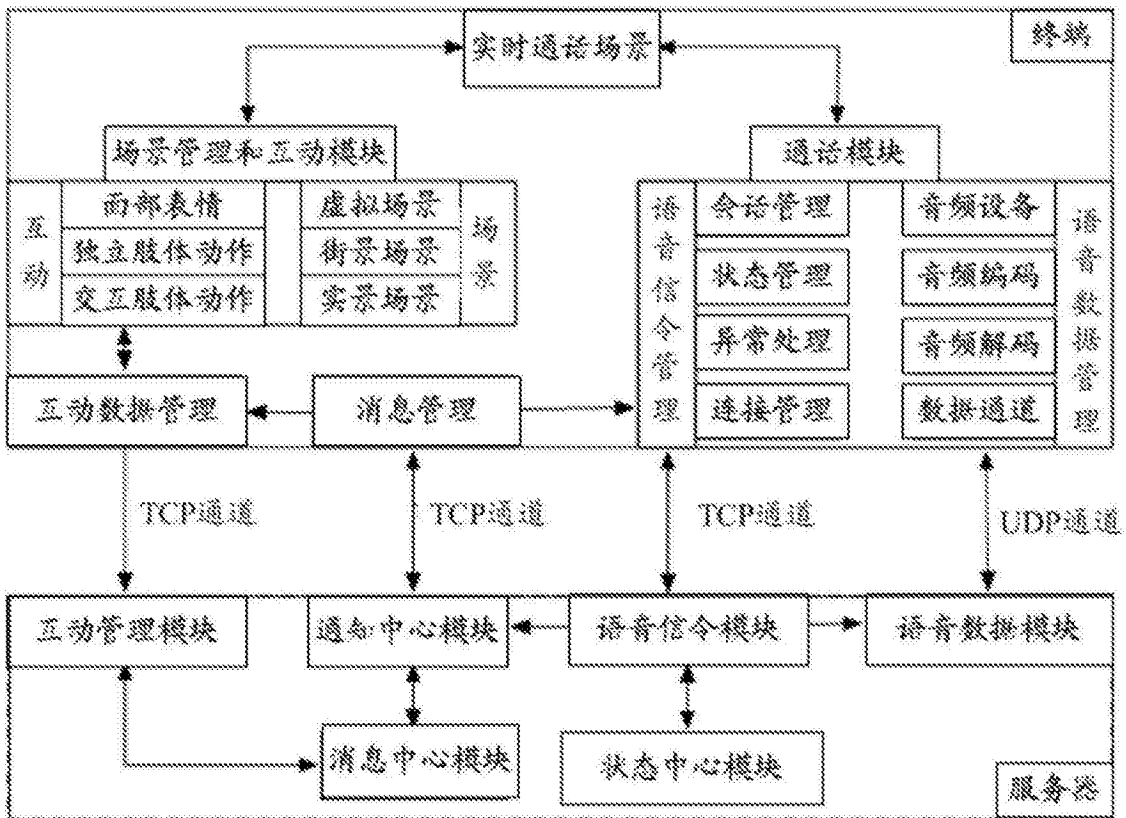 实时通话场景
终端
场景管理和互动模块
通话模块
互动
面部表情
独立肢体动作
交互肢体动作
虚拟场景
街景场景
实景场景
场景
语音信令管理
会话管理
状态管理
异常处理
连接管理
音频设备
音频编码
音频解码
数据通道
语音数据管理
互动数据管理
消息管理
TCP通道
TCP通道
TCP通道
UDP通道
互动管理模块
通知中心模块
语音信令模块
语音数据模块
消息中心模块
状态中心模块
服务器